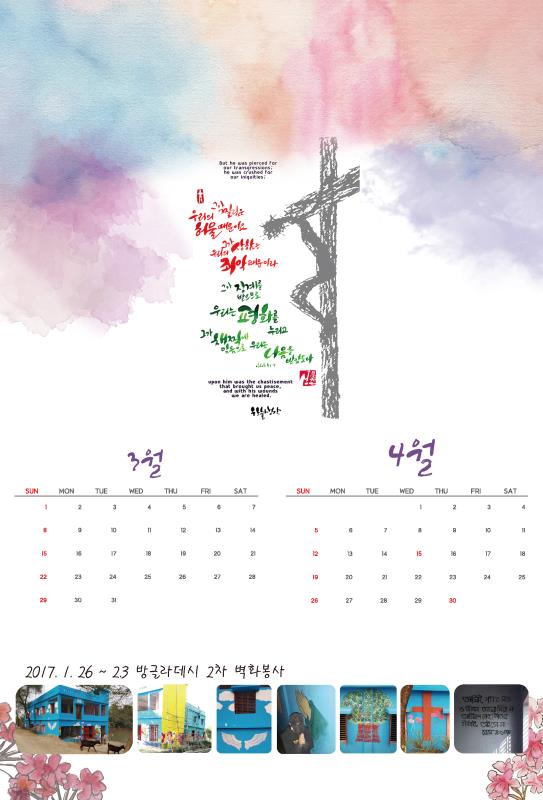 But he was pierced for
our transgressions;
he was crushed for
our iniquities;
그가 찔림은
우리의
허물 때문이요
그가
우리의 상함은
죄악 때문이라
그가 징계를
받으므로
우리는 평화를
누리고
그가 채찍에
맞음으로 우리는
나음을
받았도다
upon him was the chastisement
that brought us peace,
and with his wounds
we are healed.
3월
SUN MON TUE WED THU FRI SAT
1 2 3 4 5 6 7
8 9 10 11 12 13 14
15 16 17 18 19 20 21
22 23 24 25 26 27 28
29 30 31
4월
SUN MON TUE WED THU FRI SAT
1 2 3 4
5 6 7 8 9 10 11
12 13 14 15 16 17 18
19 20 21 22 23 24 25
26 27 28 29 30
2017. 1. 26 ~ 23 방글라데시 2차 벽화봉사